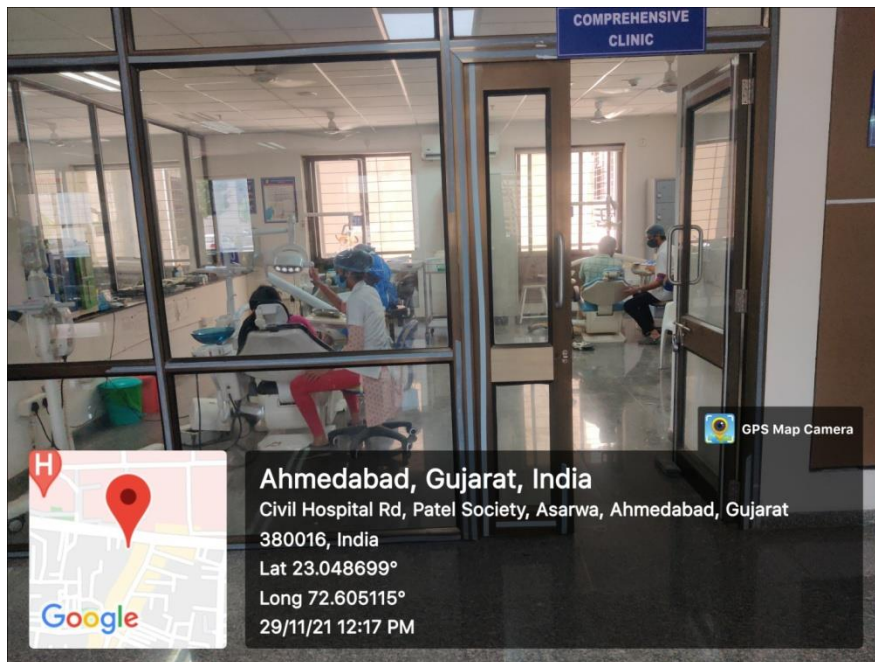 COMPREHENSIVE
CLINIC
GPS Map Camera
H
Google
Ahmedabad, Gujarat, India
Civil Hospital Rd, Patel Society, Asarwa, Ahmedabad, Gujarat
380016, India
Lat 23.048699°
Long 72.605115°
29/11/21 12:17 PM